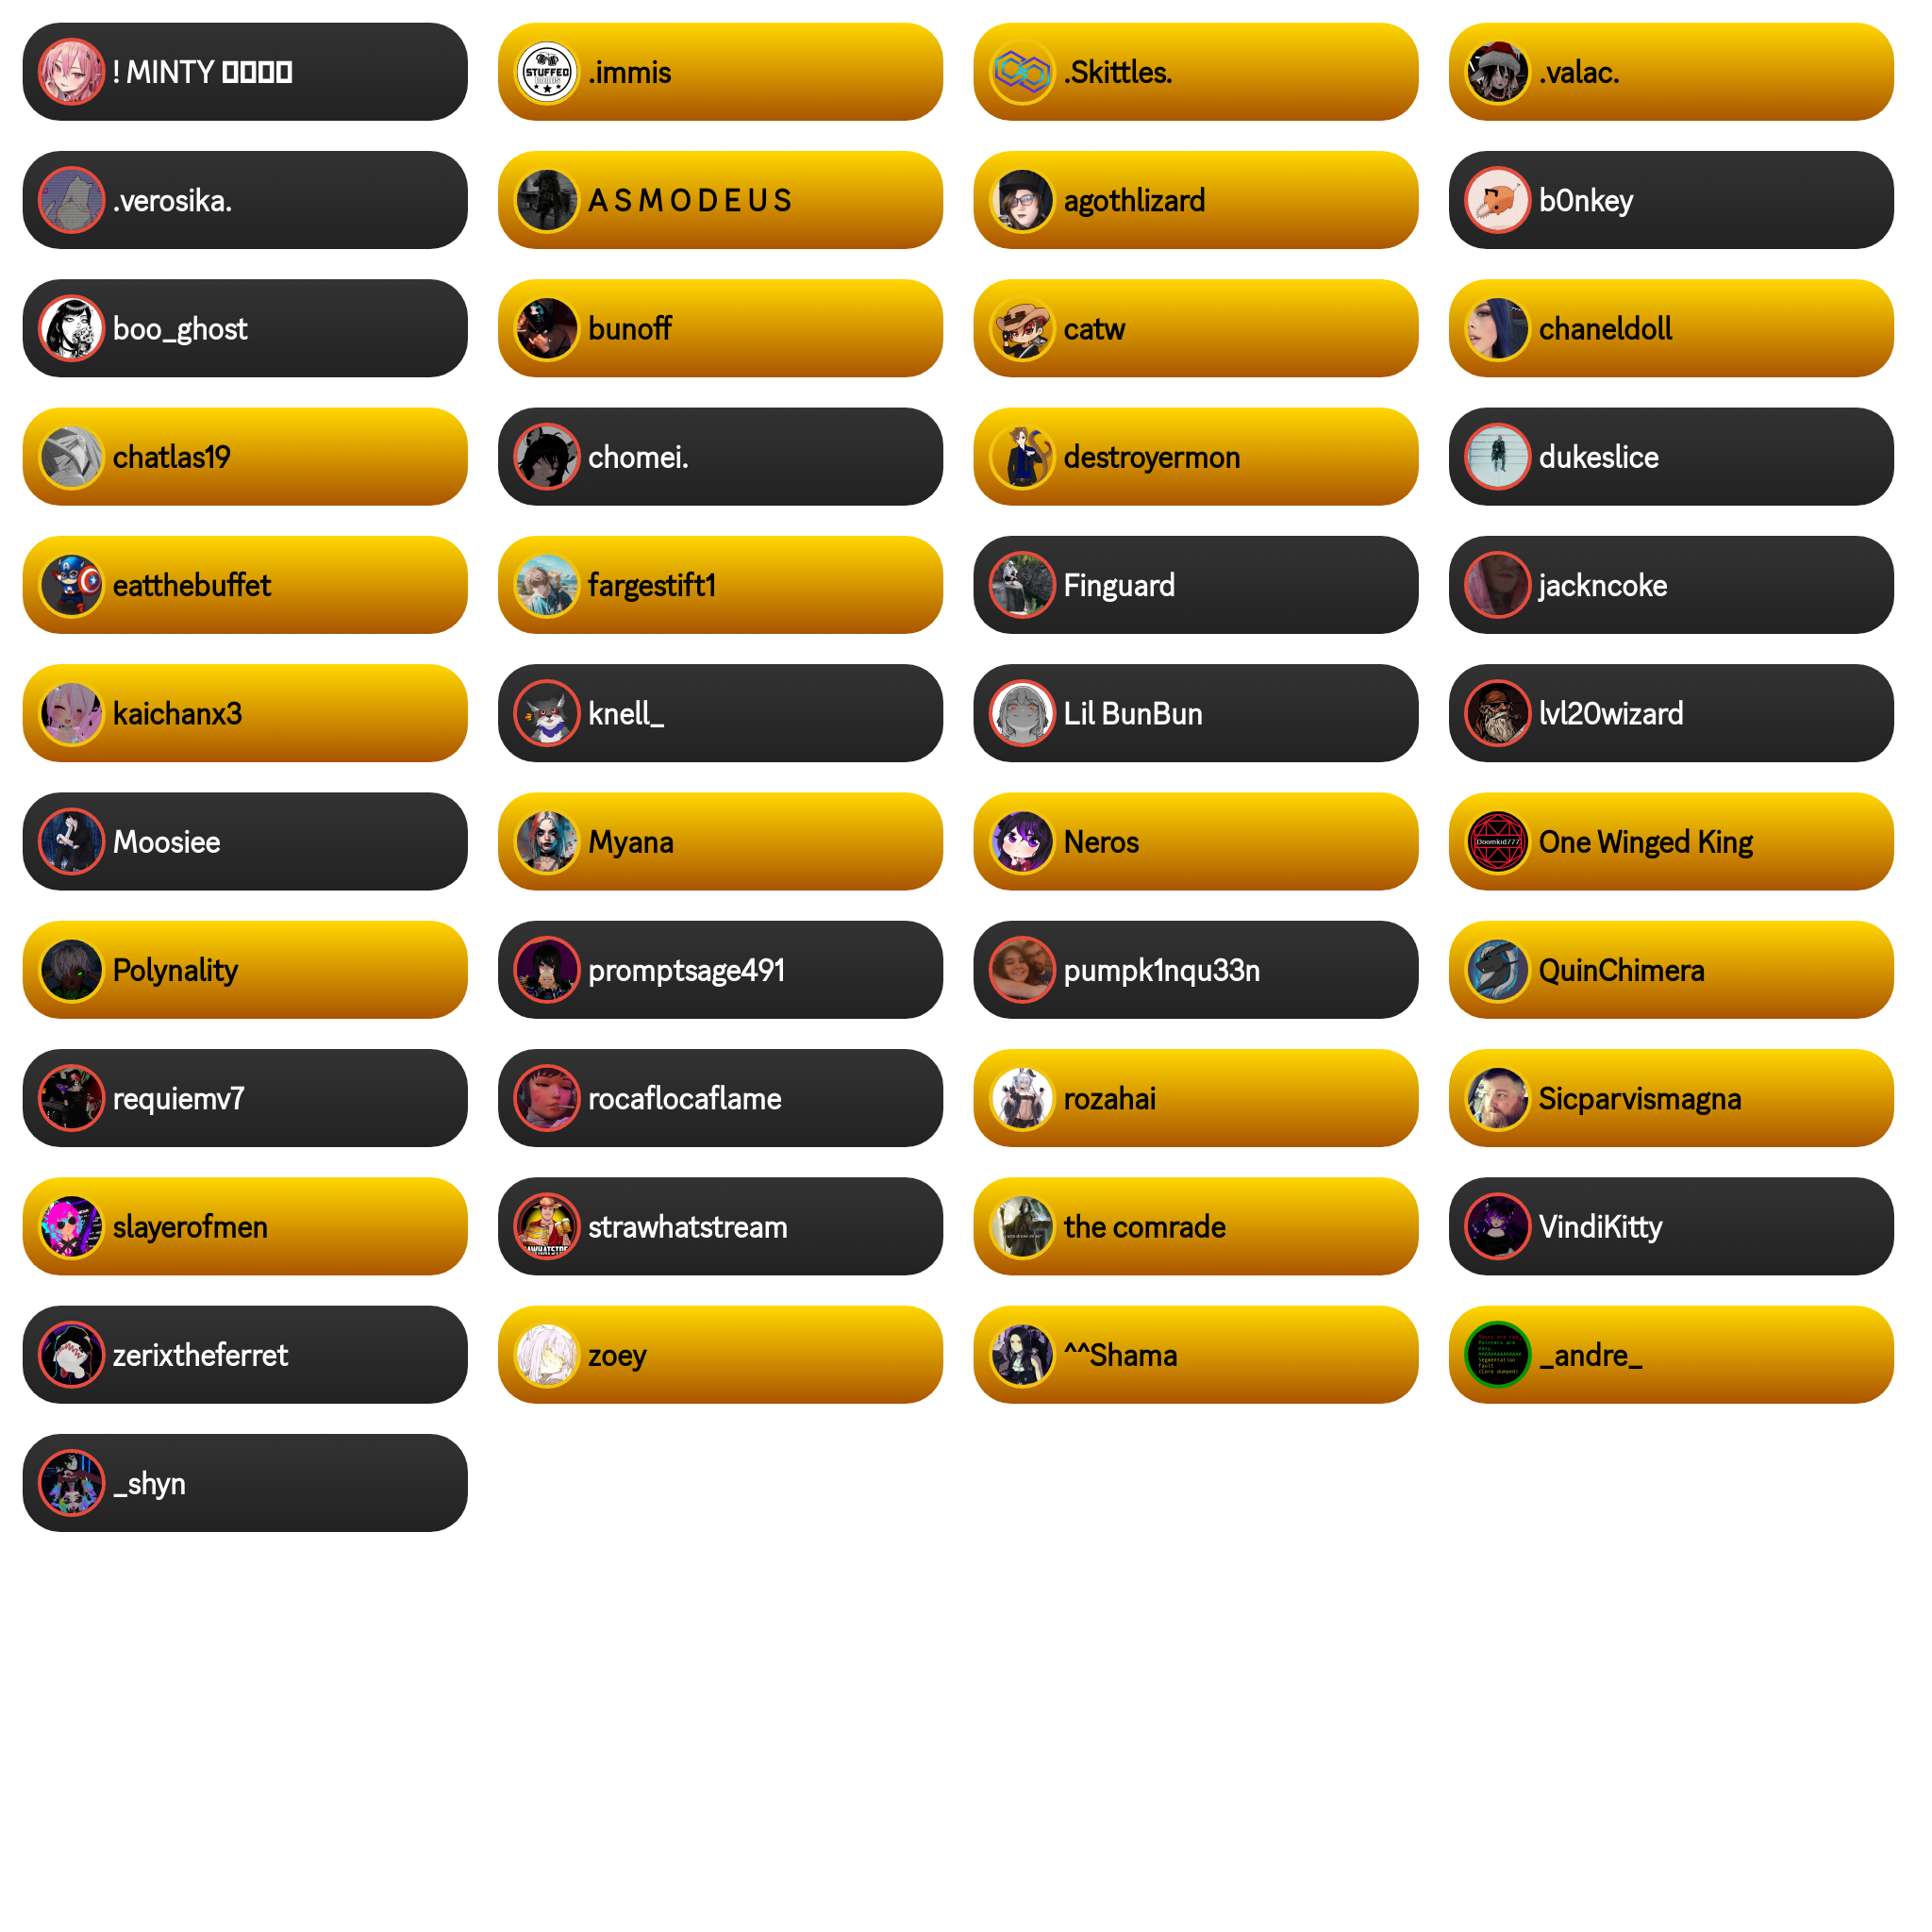 ! MINTY
.immis
.Skittles.
.valac.
.verosika.
A S M O D E U S
agothlizard
b0nkey
boo_ghost
bunoff
catw
chaneldoll
chatlas19
chomei.
destroyermon
dukeslice
eatthebuffet
fargestift1
Finguard
jackncoke
kaichanx3
knell_
Lil BunBun
lvl20wizard
Moosiee
Myana
Neros
Doomkid777
One Winged King
Polynality
promptsage491
pumpk1nqu33n
QuinChimera
requiemv7
rocaflocaflame
rozahai
Sicparvismagna
slayerofmen
strawhatstream
the comrade
VindiKitty
zerixtheferret
zoey
^^Shama
_andre_
_shyn